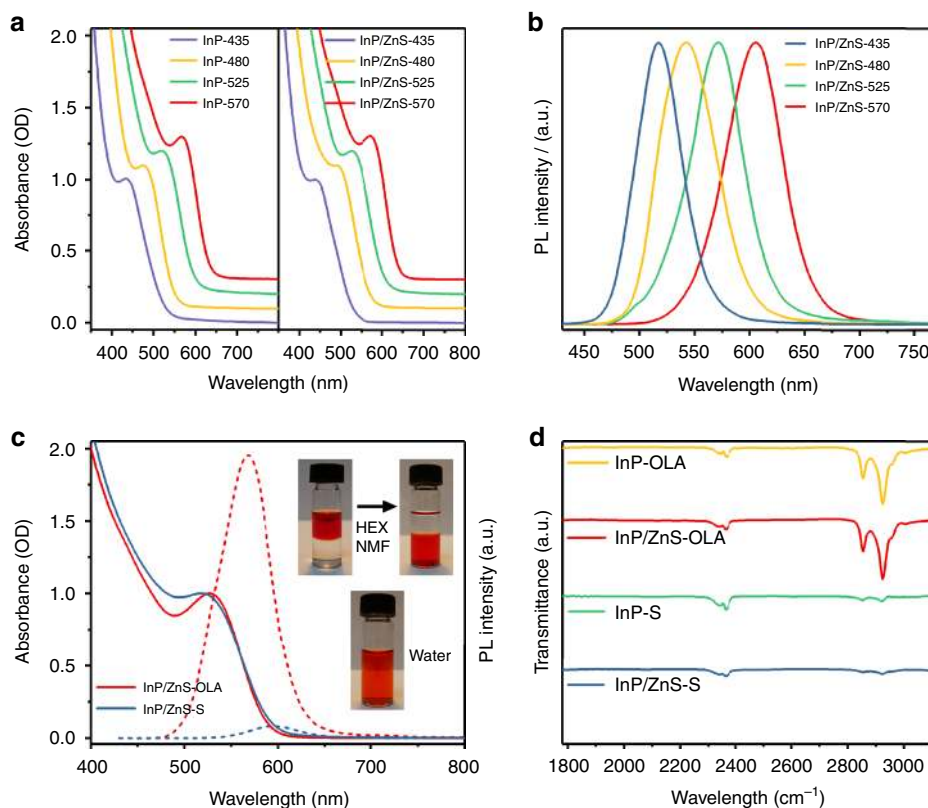 a
2.0
1.5
1.0
0.5
0.0
Absorbance (OD)
InP-435
InP-480
InP-525
InP-570
InP/ZnS-435
InP/ZnS-480
InP/ZnS-525
InP/ZnS-570
400 500 600 700 400 500 600 700 800
Wavelength (nm)
b
PL intensity / (a.u.)
InP/ZnS-435
InP/ZnS-480
InP/ZnS-525
InP/ZnS-570
450 500 550 600 650 700 750
Wavelength (nm)
c
2.0
1.5
1.0
0.5
0.0
Absorbance (OD)
HEX
NMF
Water
InP/ZnS-OLA
InP/ZnS-S
PL intensity (a.u.)
400 500 600 700 800
Wavelength (nm)
d
Transmittance (a.u.)
InP-OLA
InP/ZnS-OLA
InP-S
InP/ZnS-S
1800 2000 2200 2400 2600 2800 3000
Wavelength (cm⁻¹)